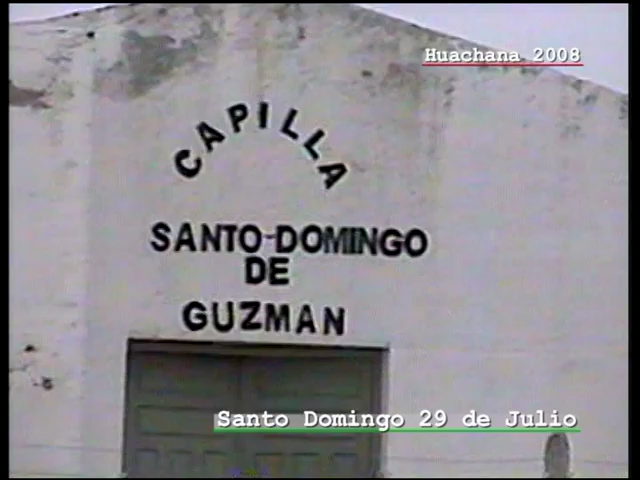 Huachana 2008
CAPILLA
SANTO DOMINGO
DE
GUZMAN
Santo Domingo 29 de Julio